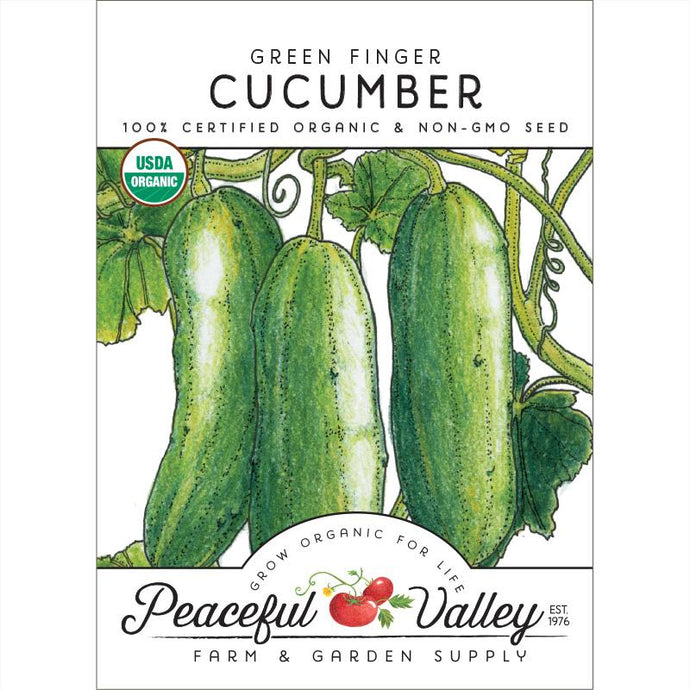 GREEN FINGER
CUCUMBER
100% CERTIFIED ORGANIC & NON-GMO SEED
USDA
ORGANIC
GROW ORGANIC FOR LIFE
Peaceful Valley
EST.
1976
FARM & GARDEN SUPPLY